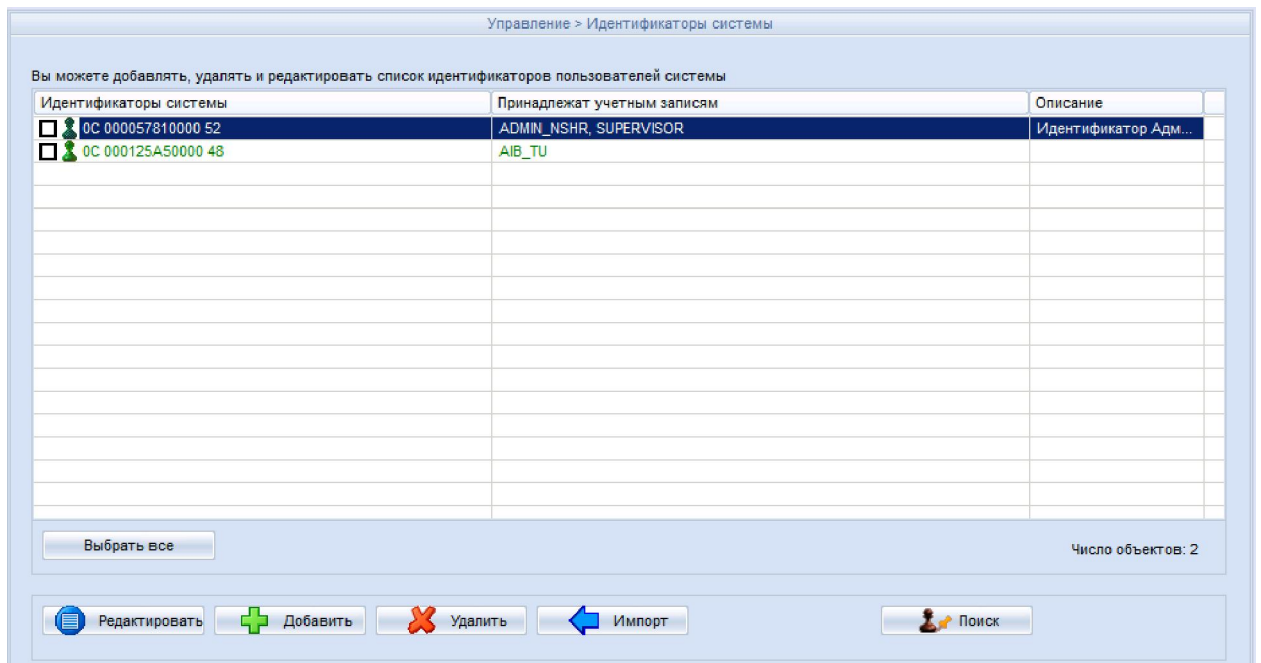 Управление > Идентификаторы системы
Вы можете добавлять, удалять и редактировать список идентификаторов пользователей системы
Идентификаторы системы Принадлежат учетным записям Описание
0C 000057810000 52 ADMIN_NSHR, SUPERVISOR Идентификатор Адм...
0C 000125A50000 48 AIB_TU
Выбрать все Число объектов: 2
Редактировать Добавить Удалить Импорт Поиск